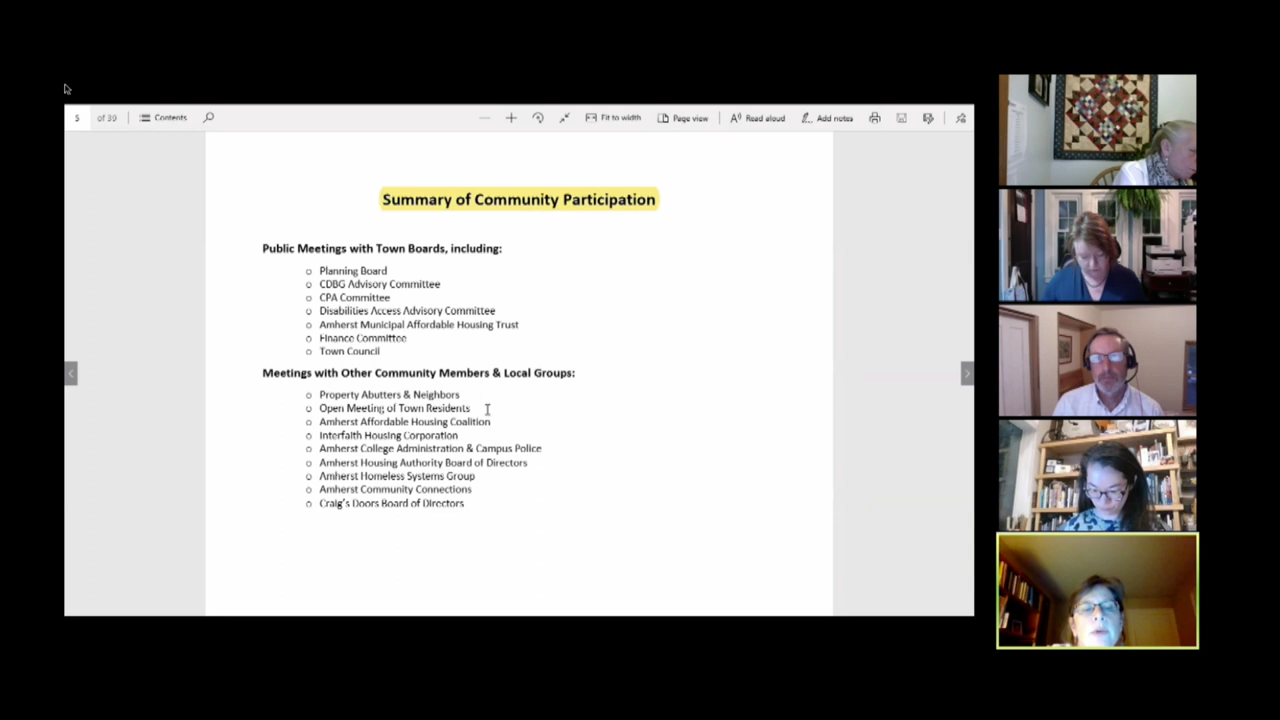 5 of 39 Contents Fit to width Page view Read aloud Add notes
Summary of Community Participation
Public Meetings with Town Boards, including:
o Planning Board
o CDBG Advisory Committee
o CPA Committee
o Disabilities Access Advisory Committee
o Amherst Municipal Affordable Housing Trust
o Finance Committee
o Town Council
Meetings with Other Community Members & Local Groups:
o Property Abutters & Neighbors
o Open Meeting of Town Residents
o Amherst Affordable Housing Coalition
o Interfaith Housing Corporation
o Amherst College Administration & Campus Police
o Amherst Housing Authority Board of Directors
o Amherst Homeless Systems Group
o Amherst Community Connections
o Craig's Doors Board of Directors